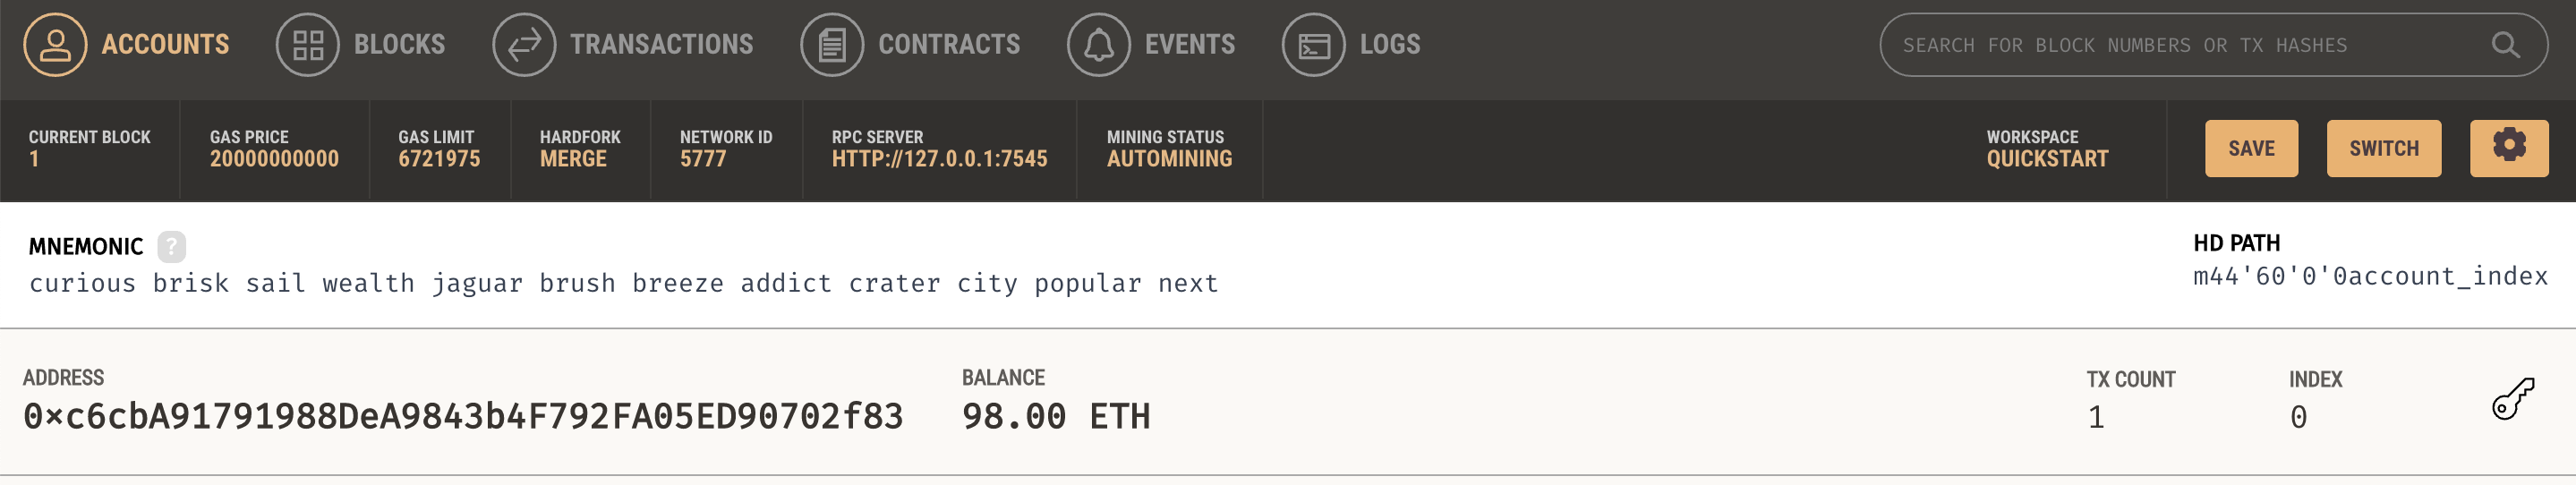 ACCOUNTS BLOCKS TRANSACTIONS CONTRACTS EVENTS LOGS SEARCH FOR BLOCK NUMBERS OR TX HASHES
CURRENT BLOCK GAS PRICE GAS LIMIT HARDFORK NETWORK ID RPC SERVER MINING STATUS WORKSPACE
1 20000000000 6721975 MERGE 5777 HTTP://127.0.0.1:7545 AUTOMINING QUICKSTART SAVE SWITCH
MNEMONIC ? HD PATH
curious brisk sail wealth jaguar brush breeze addict crater city popular next m44'60'0'0account_index
ADDRESS BALANCE TX COUNT INDEX
0×c6cbA91791988DeA9843b4F792FA05ED90702f83 98.00 ETH 1 0